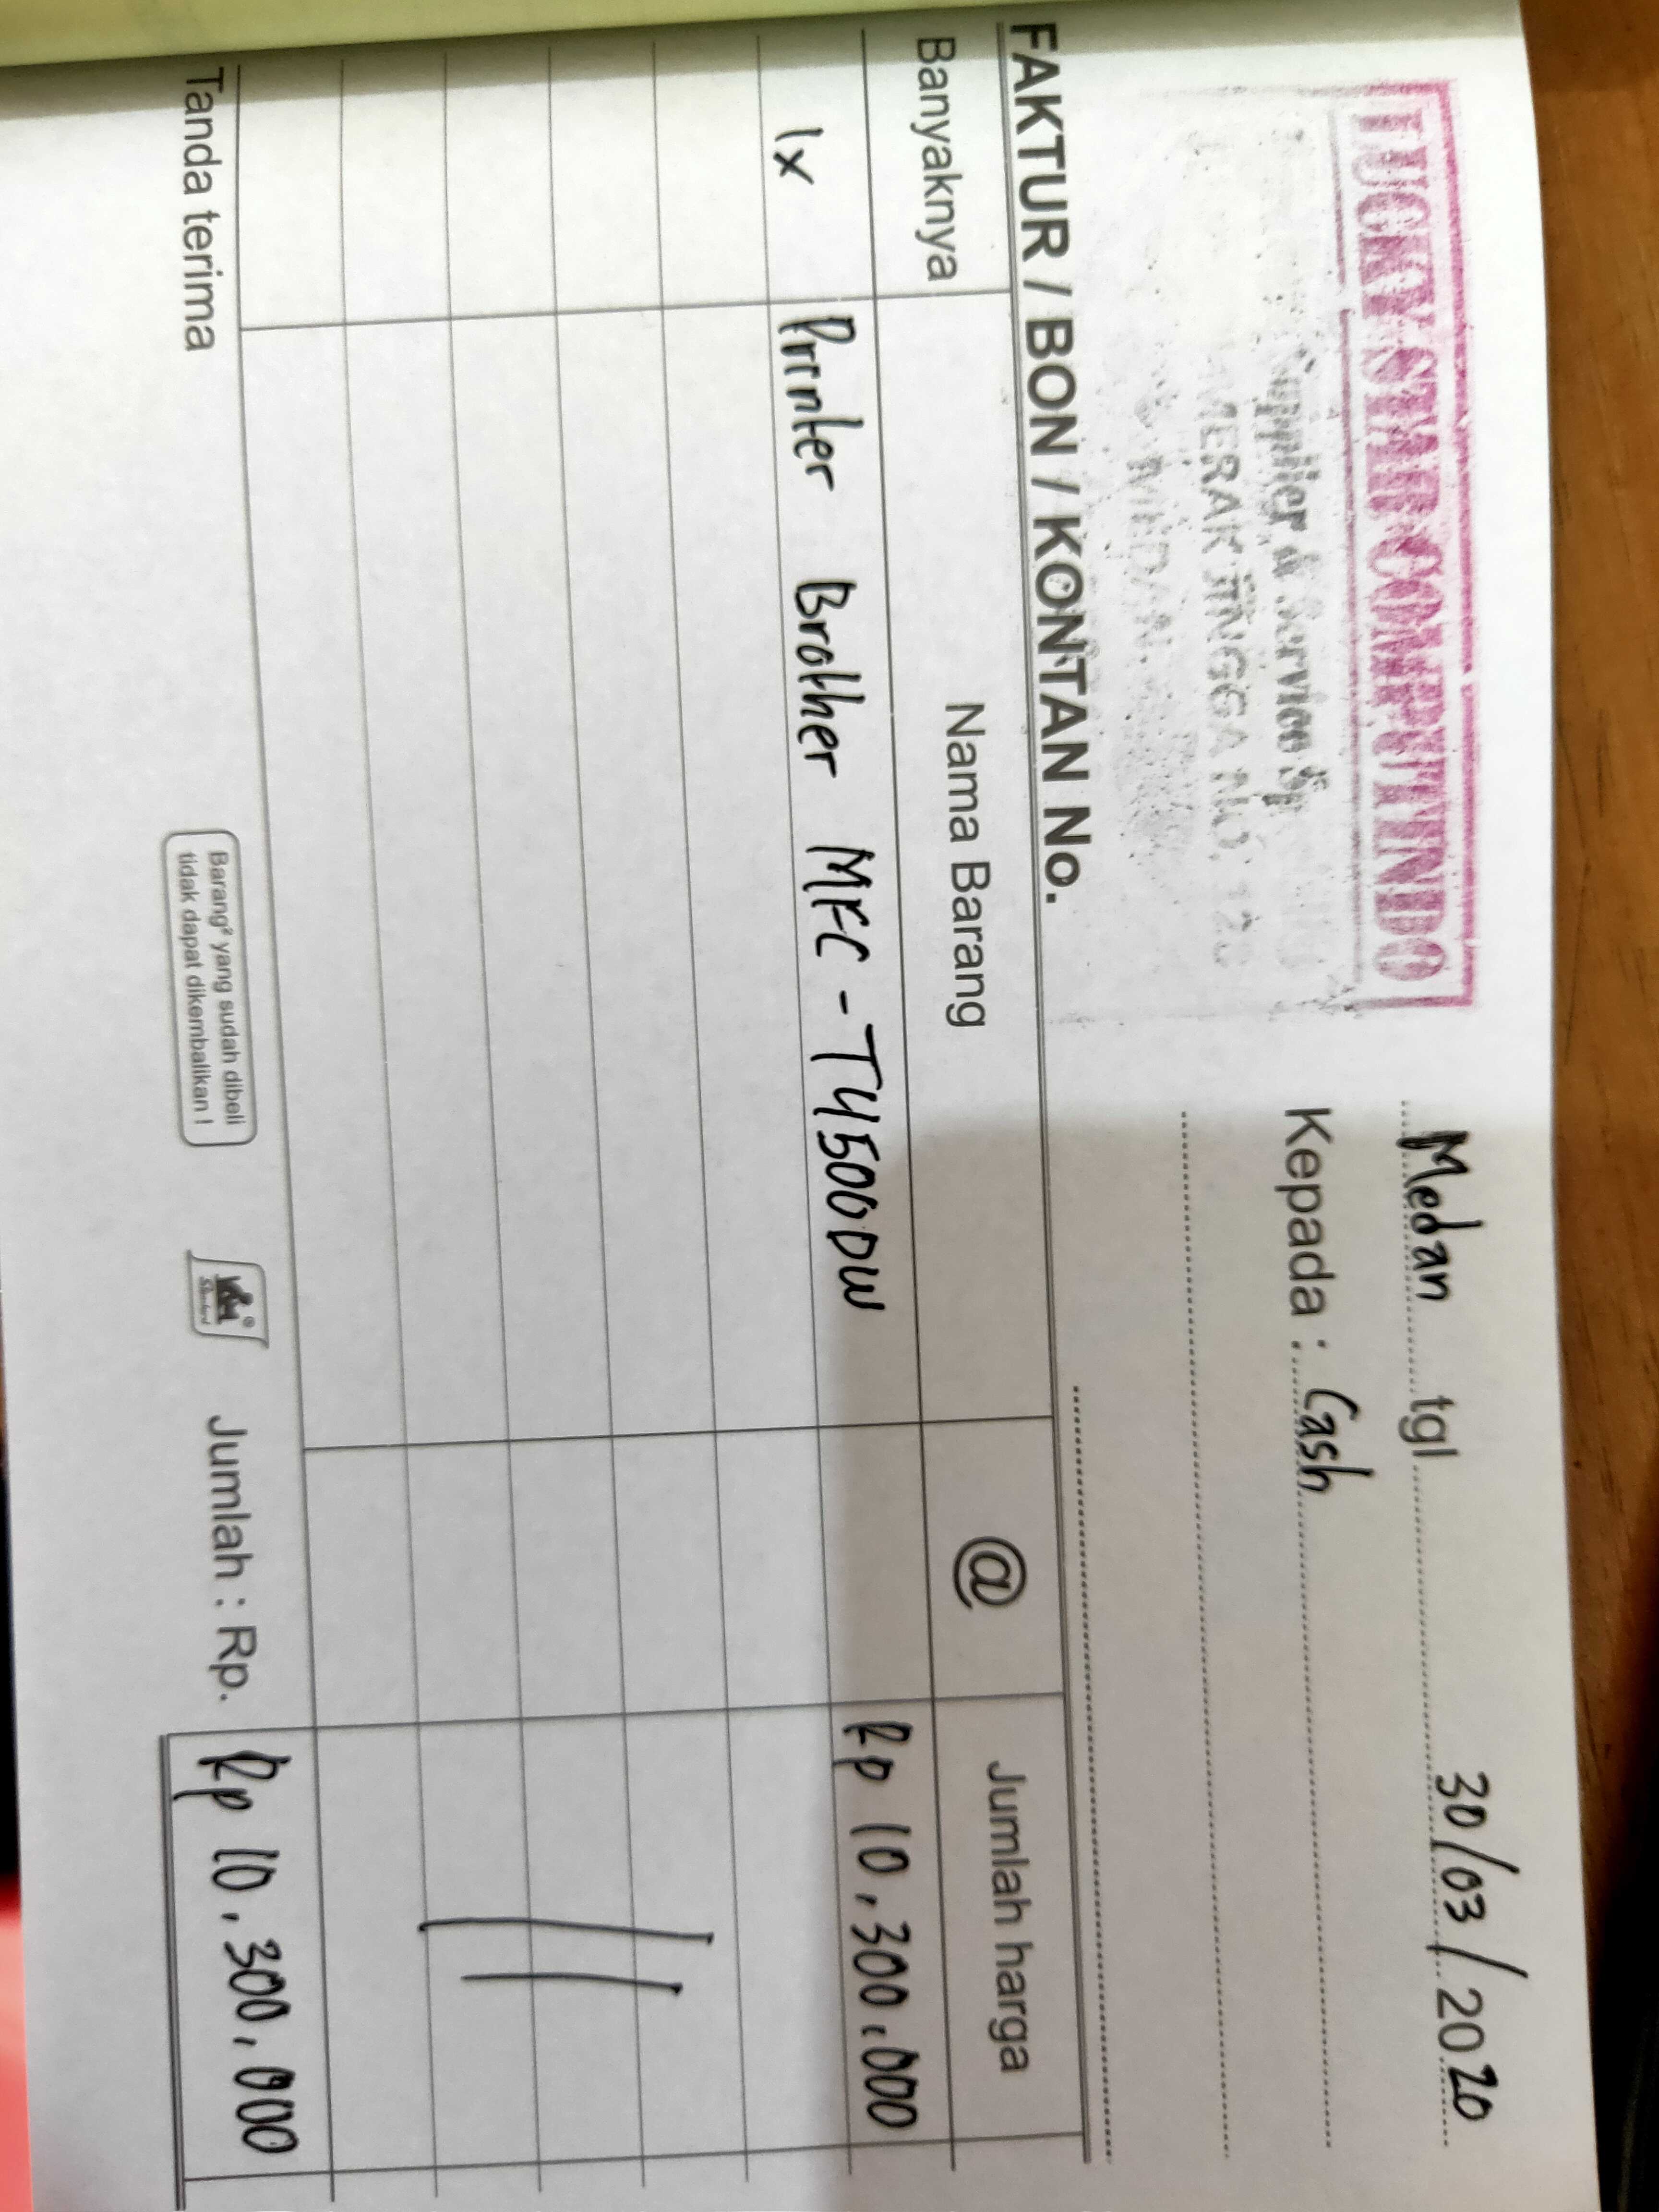 LUCKY STAR COMPUTINDO
Supplier & Service
MERAK JINGGA NO. 123
MEDAN
Medan tgl 30/03/2020
Kepada : Cash
FAKTUR / BON / KONTAN No.
Banyaknya Nama Barang @ Jumlah harga
1x Printer Brother MFC-T4500DW Rp 10,300.000
Tanda terima
Barang² yang sudah dibeli
tidak dapat dikembalikan !
Jumlah : Rp. Rp 10,300,000